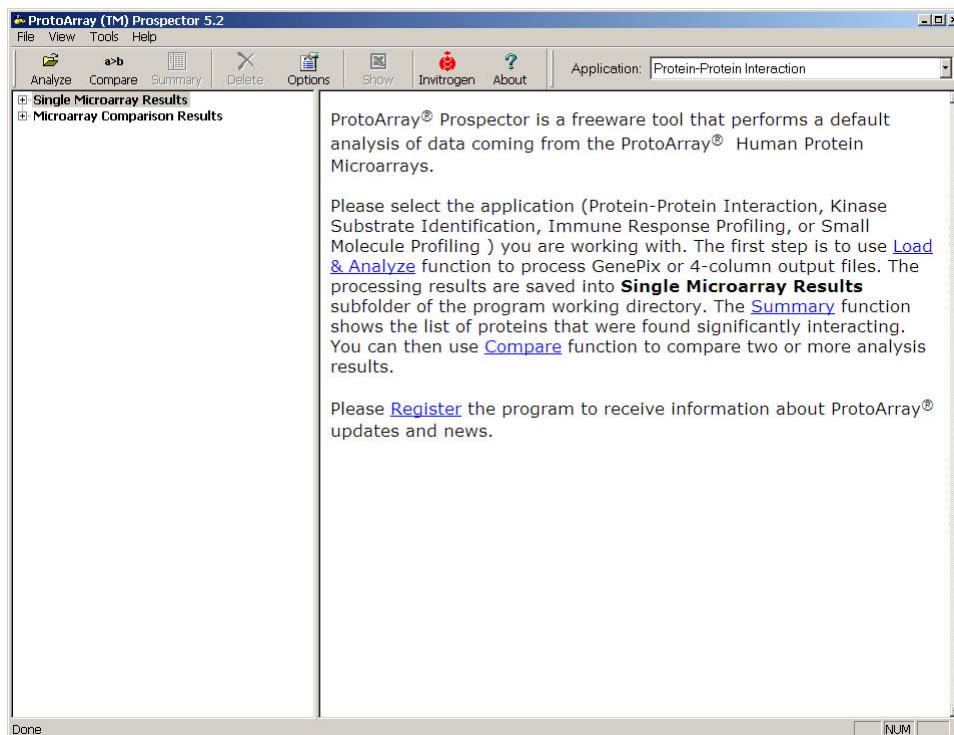 ProtoArray (TM) Prospector 5.2
File View Tools Help
Analyze Compare Summary Delete Options Show Invitrogen About Application: Protein-Protein Interaction
a>b
Single Microarray Results
Microarray Comparison Results
ProtoArray® Prospector is a freeware tool that performs a default
analysis of data coming from the ProtoArray® Human Protein
Microarrays.
Please select the application (Protein-Protein Interaction, Kinase
Substrate Identification, Immune Response Profiling, or Small
Molecule Profiling ) you are working with. The first step is to use Load
& Analyze function to process GenePix or 4-column output files. The
processing results are saved into Single Microarray Results
subfolder of the program working directory. The Summary function
shows the list of proteins that were found significantly interacting.
You can then use Compare function to compare two or more analysis
results.
Please Register the program to receive information about ProtoArray®
updates and news.
Done
NUM